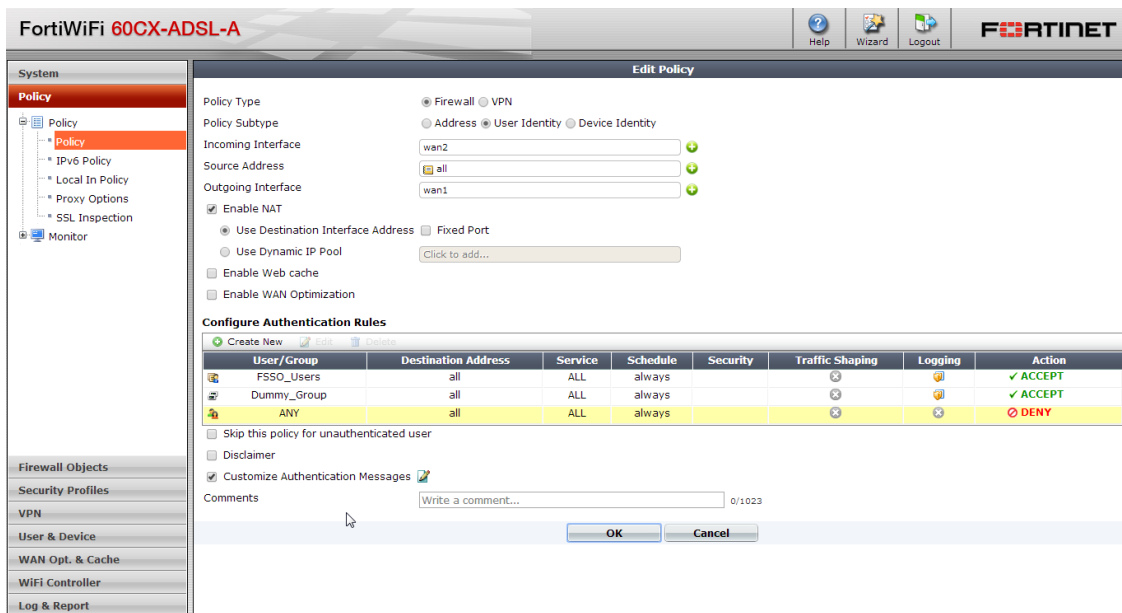 FortiWiFi 60CX-ADSL-A
Help Wizard Logout
FORTINET
System
Policy
Policy
Policy
IPv6 Policy
Local In Policy
Proxy Options
SSL Inspection
Monitor
Firewall Objects
Security Profiles
VPN
User & Device
WAN Opt. & Cache
WiFi Controller
Log & Report
Edit Policy
Policy Type Firewall VPN
Policy Subtype Address User Identity Device Identity
Incoming Interface wan2
Source Address all
Outgoing Interface wan1
Enable NAT
Use Destination Interface Address Fixed Port
Use Dynamic IP Pool Click to add...
Enable Web cache
Enable WAN Optimization
Configure Authentication Rules
Create New Edit Delete
User/Group Destination Address Service Schedule Security Traffic Shaping Logging Action
FSSO_Users all ALL always ACCEPT
Dummy_Group all ALL always ACCEPT
ANY all ALL always DENY
Skip this policy for unauthenticated user
Disclaimer
Customize Authentication Messages
Comments Write a comment... 0/1023
OK Cancel